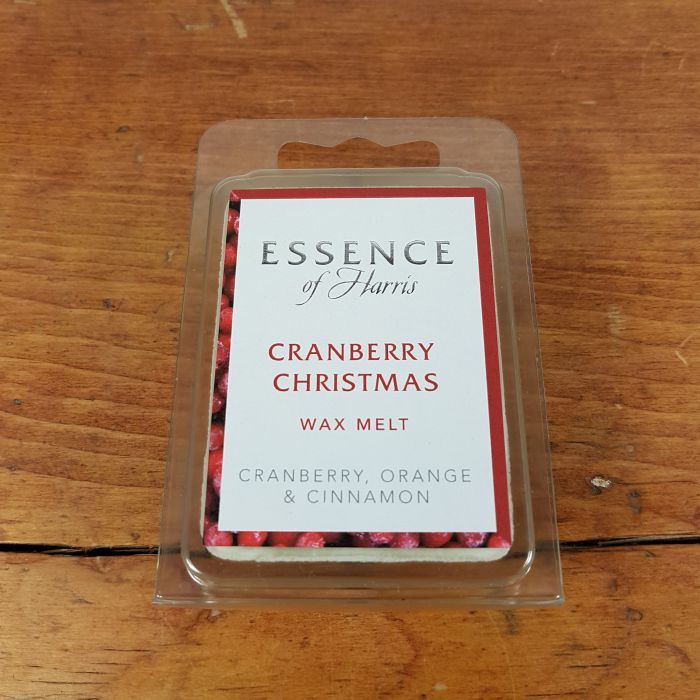 ESSENCE
of Harris
CRANBERRY
CHRISTMAS
WAX MELT
CRANBERRY, ORANGE
& CINNAMON